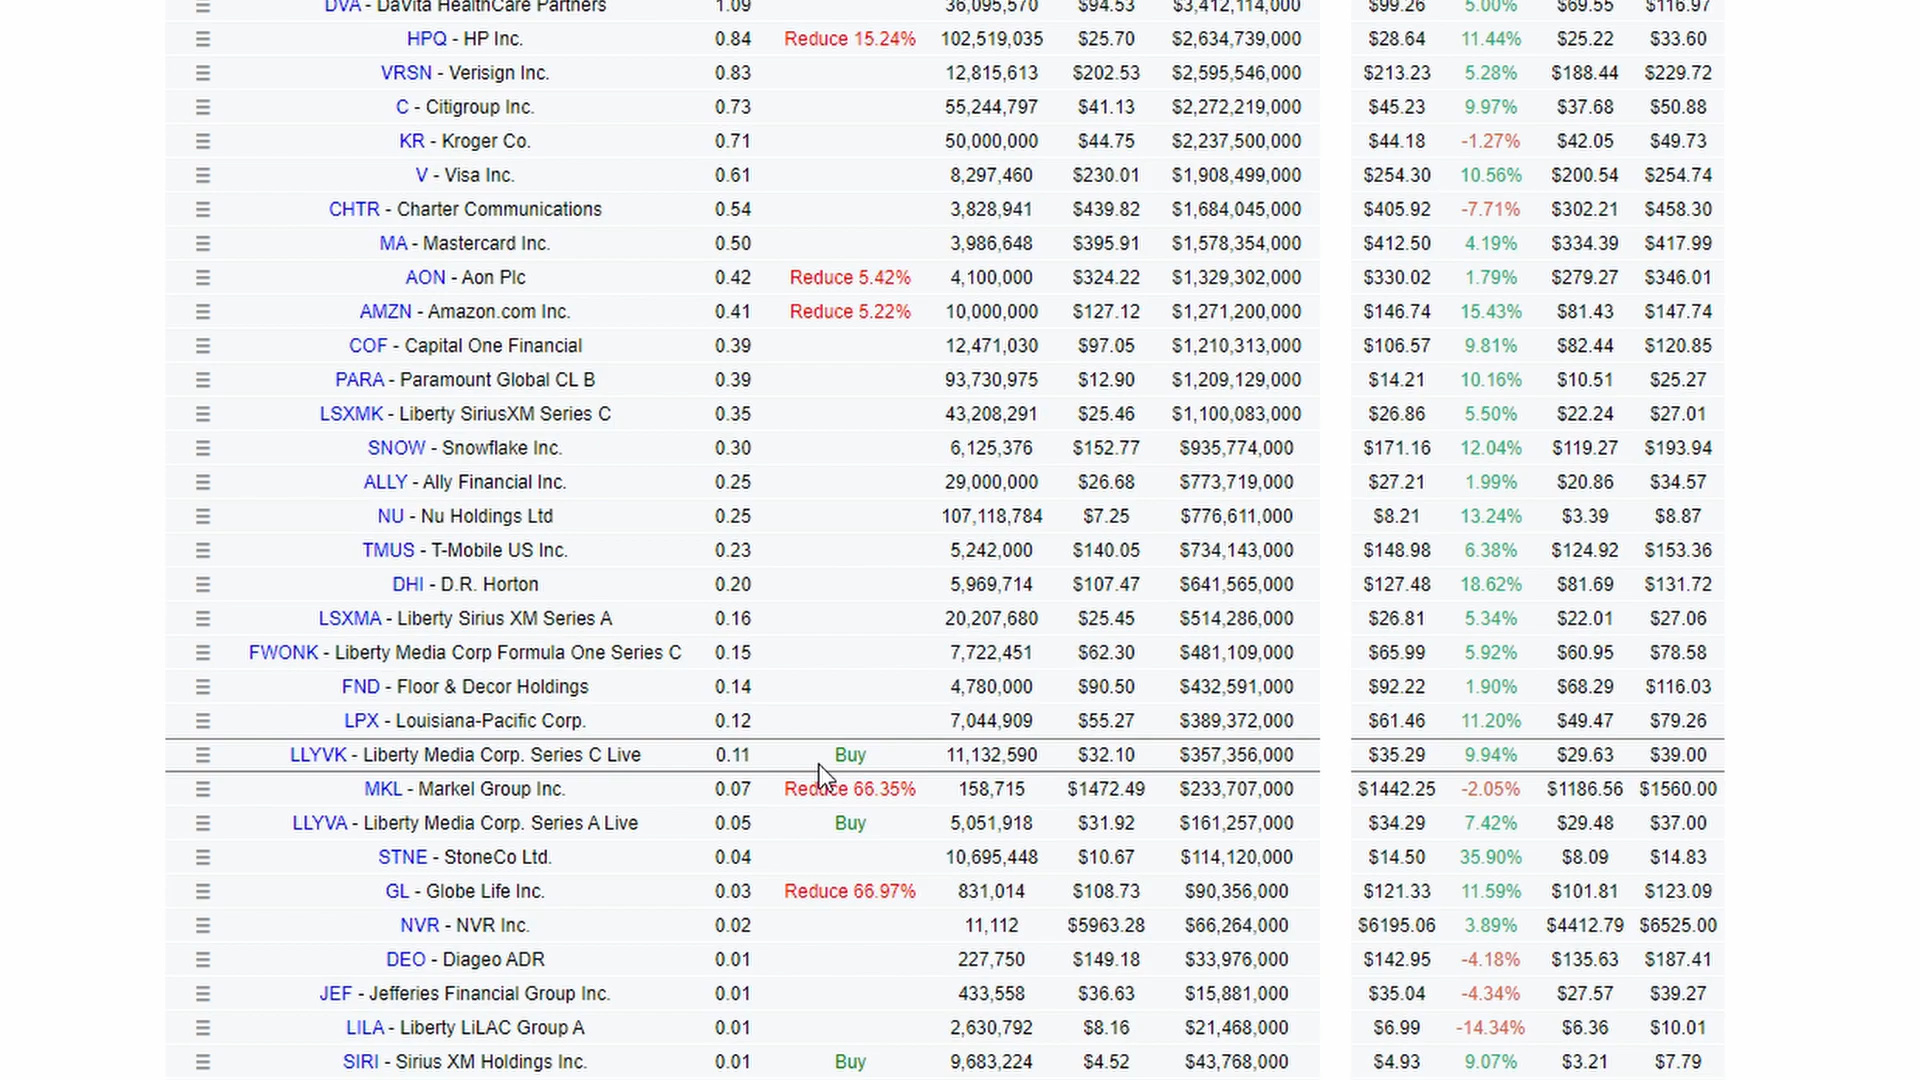 DVA - DaVita HealthCare Partners 1.09 36,095,570 $94.53 $3,412,114,000 $99.26 5.00% $69.55 $116.97
HPQ - HP Inc. 0.84 Reduce 15.24% 102,519,035 $25.70 $2,634,739,000 $28.64 11.44% $25.22 $33.60
VRSN - Verisign Inc. 0.83 12,815,613 $202.53 $2,595,546,000 $213.23 5.28% $188.44 $229.72
C - Citigroup Inc. 0.73 55,244,797 $41.13 $2,272,219,000 $45.23 9.97% $37.68 $50.88
KR - Kroger Co. 0.71 50,000,000 $44.75 $2,237,500,000 $44.18 -1.27% $42.05 $49.73
V - Visa Inc. 0.61 8,297,460 $230.01 $1,908,499,000 $254.30 10.56% $200.54 $254.74
CHTR - Charter Communications 0.54 3,828,941 $439.82 $1,684,045,000 $405.92 -7.71% $302.21 $458.30
MA - Mastercard Inc. 0.50 3,986,648 $395.91 $1,578,354,000 $412.50 4.19% $334.39 $417.99
AON - Aon Plc 0.42 Reduce 5.42% 4,100,000 $324.22 $1,329,302,000 $330.02 1.79% $279.27 $346.01
AMZN - Amazon.com Inc. 0.41 Reduce 5.22% 10,000,000 $127.12 $1,271,200,000 $146.74 15.43% $81.43 $147.74
COF - Capital One Financial 0.39 12,471,030 $97.05 $1,210,313,000 $106.57 9.81% $82.44 $120.85
PARA - Paramount Global CL B 0.39 93,730,975 $12.90 $1,209,129,000 $14.21 10.16% $10.51 $25.27
LSXMK - Liberty SiriusXM Series C 0.35 43,208,291 $25.46 $1,100,083,000 $26.86 5.50% $22.24 $27.01
SNOW - Snowflake Inc. 0.30 6,125,376 $152.77 $935,774,000 $171.16 12.04% $119.27 $193.94
ALLY - Ally Financial Inc. 0.25 29,000,000 $26.68 $773,719,000 $27.21 1.99% $20.86 $34.57
NU - Nu Holdings Ltd 0.25 107,118,784 $7.25 $776,611,000 $8.21 13.24% $3.39 $8.87
TMUS - T-Mobile US Inc. 0.23 5,242,000 $140.05 $734,143,000 $148.98 6.38% $124.92 $153.36
DHI - D.R. Horton 0.20 5,969,714 $107.47 $641,565,000 $127.48 18.62% $81.69 $131.72
LSXMA - Liberty Sirius XM Series A 0.16 20,207,680 $25.45 $514,286,000 $26.81 5.34% $22.01 $27.06
FWONK - Liberty Media Corp Formula One Series C 0.15 7,722,451 $62.30 $481,109,000 $65.99 5.92% $60.95 $78.58
FND - Floor & Decor Holdings 0.14 4,780,000 $90.50 $432,591,000 $92.22 1.90% $68.29 $116.03
LPX - Louisiana-Pacific Corp. 0.12 7,044,909 $55.27 $389,372,000 $61.46 11.20% $49.47 $79.26
LLYVK - Liberty Media Corp. Series C Live 0.11 Buy 11,132,590 $32.10 $357,356,000 $35.29 9.94% $29.63 $39.00
MKL - Markel Group Inc. 0.07 Reduce 66.35% 158,715 $1472.49 $233,707,000 $1442.25 -2.05% $1186.56 $1560.00
LLYVA - Liberty Media Corp. Series A Live 0.05 Buy 5,051,918 $31.92 $161,257,000 $34.29 7.42% $29.48 $37.00
STNE - StoneCo Ltd. 0.04 10,695,448 $10.67 $114,120,000 $14.50 35.90% $8.09 $14.83
GL - Globe Life Inc. 0.03 Reduce 66.97% 831,014 $108.73 $90,356,000 $121.33 11.59% $101.81 $123.09
NVR - NVR Inc. 0.02 11,112 $5963.28 $66,264,000 $6195.06 3.89% $4412.79 $6525.00
DEO - Diageo ADR 0.01 227,750 $149.18 $33,976,000 $142.95 -4.18% $135.63 $187.41
JEF - Jefferies Financial Group Inc. 0.01 433,558 $36.63 $15,881,000 $35.04 -4.34% $27.57 $39.27
LILA - Liberty LiLAC Group A 0.01 2,630,792 $8.16 $21,468,000 $6.99 -14.34% $6.36 $10.01
SIRI - Sirius XM Holdings Inc. 0.01 Buy 9,683,224 $4.52 $43,768,000 $4.93 9.07% $3.21 $7.79